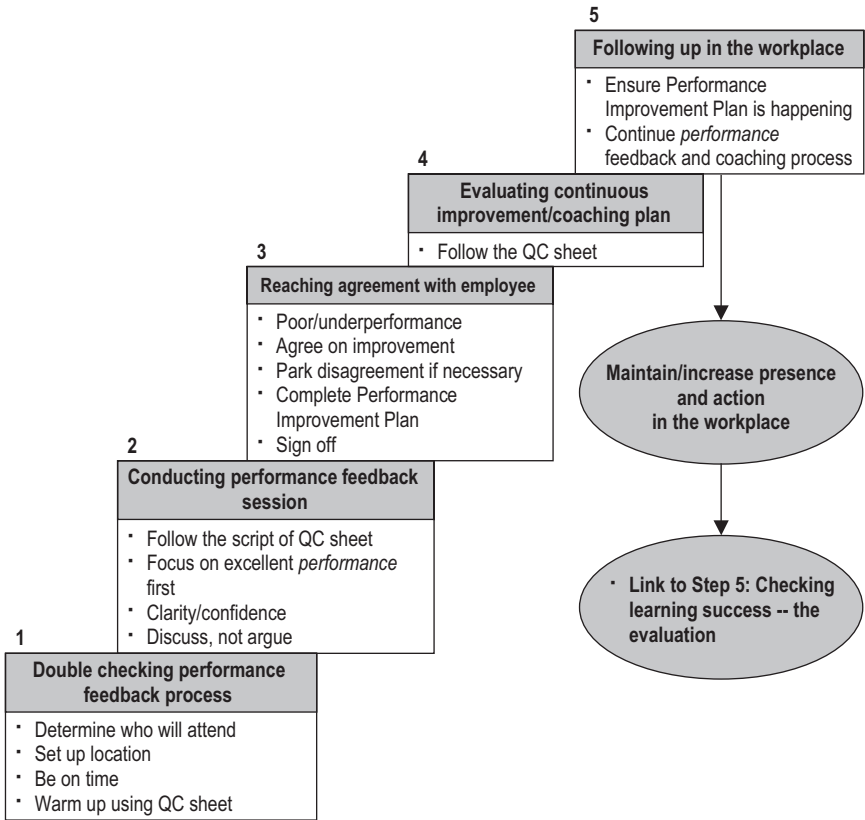 5
Following up in the workplace
▪ Ensure Performance
Improvement Plan is happening
▪ Continue performance
feedback and coaching process
4
Evaluating continuous
improvement/coaching plan
▪ Follow the QC sheet
3
Reaching agreement with employee
▪ Poor/underperformance
▪ Agree on improvement
▪ Park disagreement if necessary
▪ Complete Performance
Improvement Plan
▪ Sign off
2
Conducting performance feedback
session
▪ Follow the script of QC sheet
▪ Focus on excellent performance
first
▪ Clarity/confidence
▪ Discuss, not argue
1
Double checking performance
feedback process
▪ Determine who will attend
▪ Set up location
▪ Be on time
▪ Warm up using QC sheet
Maintain/increase presence
and action
in the workplace
▪ Link to Step 5: Checking
learning success -- the
evaluation